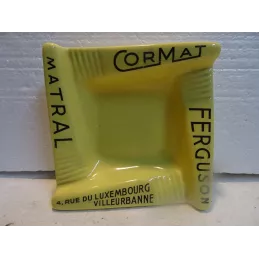 CORMAT
MATRAL
FERGUSON
4, RUE DU LUXEMBOURG
VILLEURBANNE